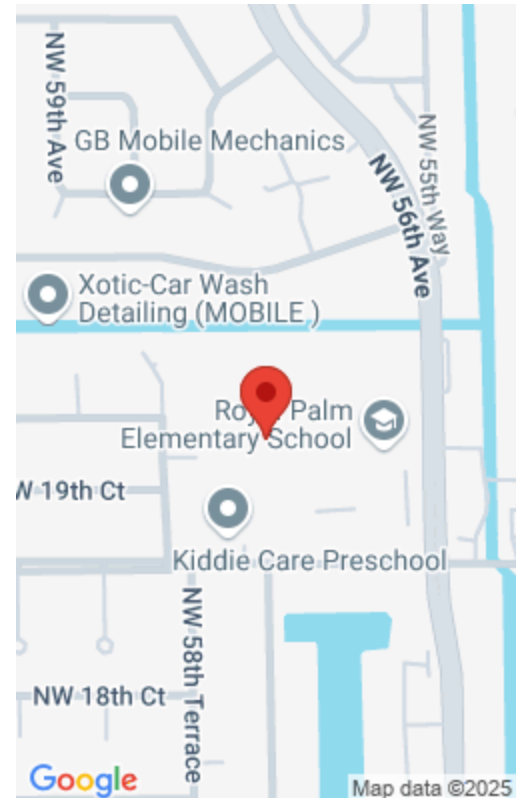 NW 59th Ave
GB Mobile Mechanics
NW 55th Way
NW 56th Ave
Xotic-Car Wash
Detailing (MOBILE )
Palm
Elementary School
W 19th Ct
Kiddie Care Preschool
NW 58th Terrace
NW 18th Ct
Google
Map data ©2025